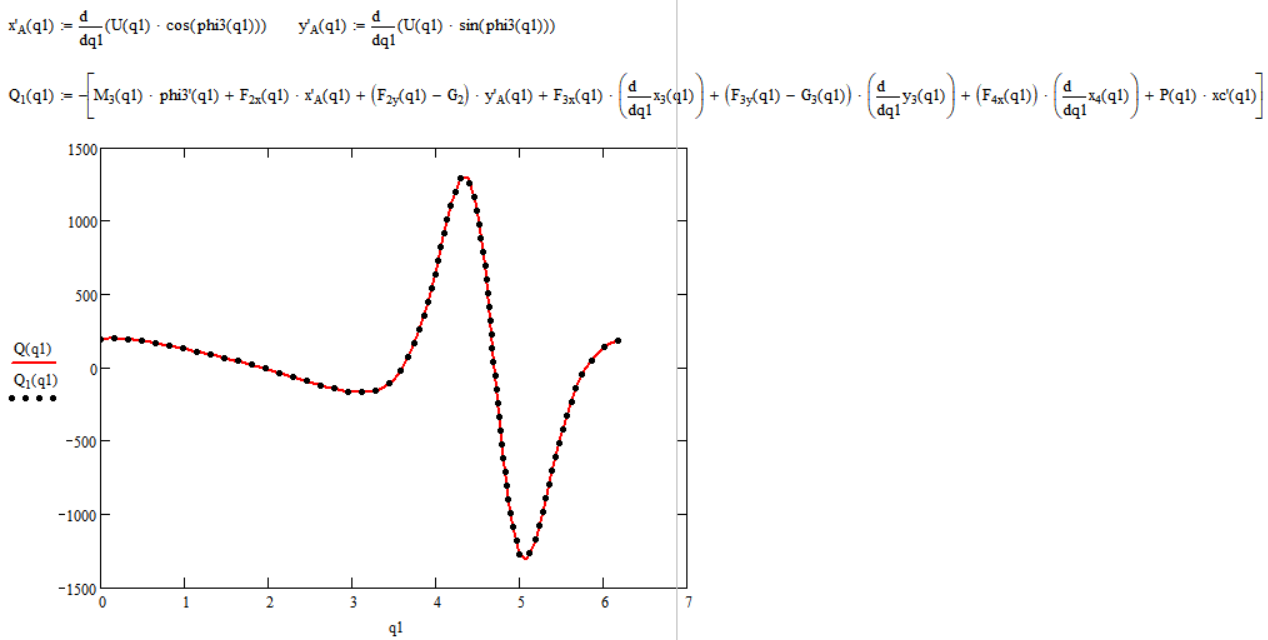 x'A(q1) := d/dq1 (U(q1) · cos(phi3(q1))) y'A(q1) := d/dq1 (U(q1) · sin(phi3(q1)))
Q1(q1) := -[M3(q1) · phi3'(q1) + F2x(q1) · x'A(q1) + (F2y(q1) − G2) · y'A(q1) + F3x(q1) · (d/dq1 x3(q1)) + (F3y(q1) − G3(q1)) · (d/dq1 y3(q1)) + (F4x(q1)) · (d/dq1 x4(q1)) + P(q1) · xc'(q1)]
1500
1000
500
0
−500
−1000
−1500
Q(q1)
Q1(q1)
0 1 2 3 4 5 6 7
q1